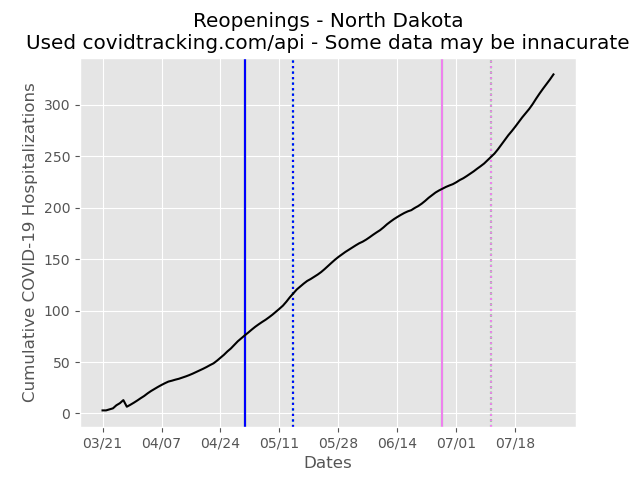 Reopenings - North Dakota
Used covidtracking.com/api - Some data may be innacurate
Cumulative COVID-19 Hospitalizations
300
250
200
150
100
50
0
03/21 04/07 04/24 05/11 05/28 06/14 07/01 07/18
Dates